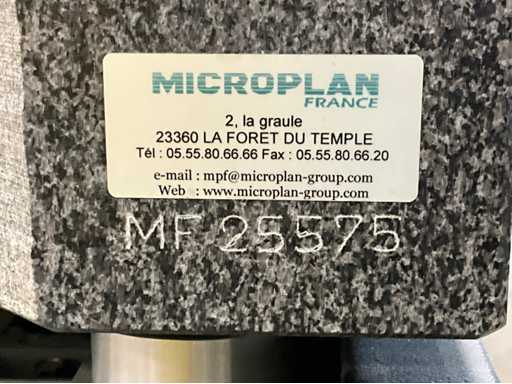 MICROPLAN
FRANCE
2, la graule
23360 LA FORET DU TEMPLE
Tél : 05.55.80.66.66 Fax : 05.55.80.66.20
e-mail : mpf@microplan-group.com
Web : www.microplan-group.com
MF 25575